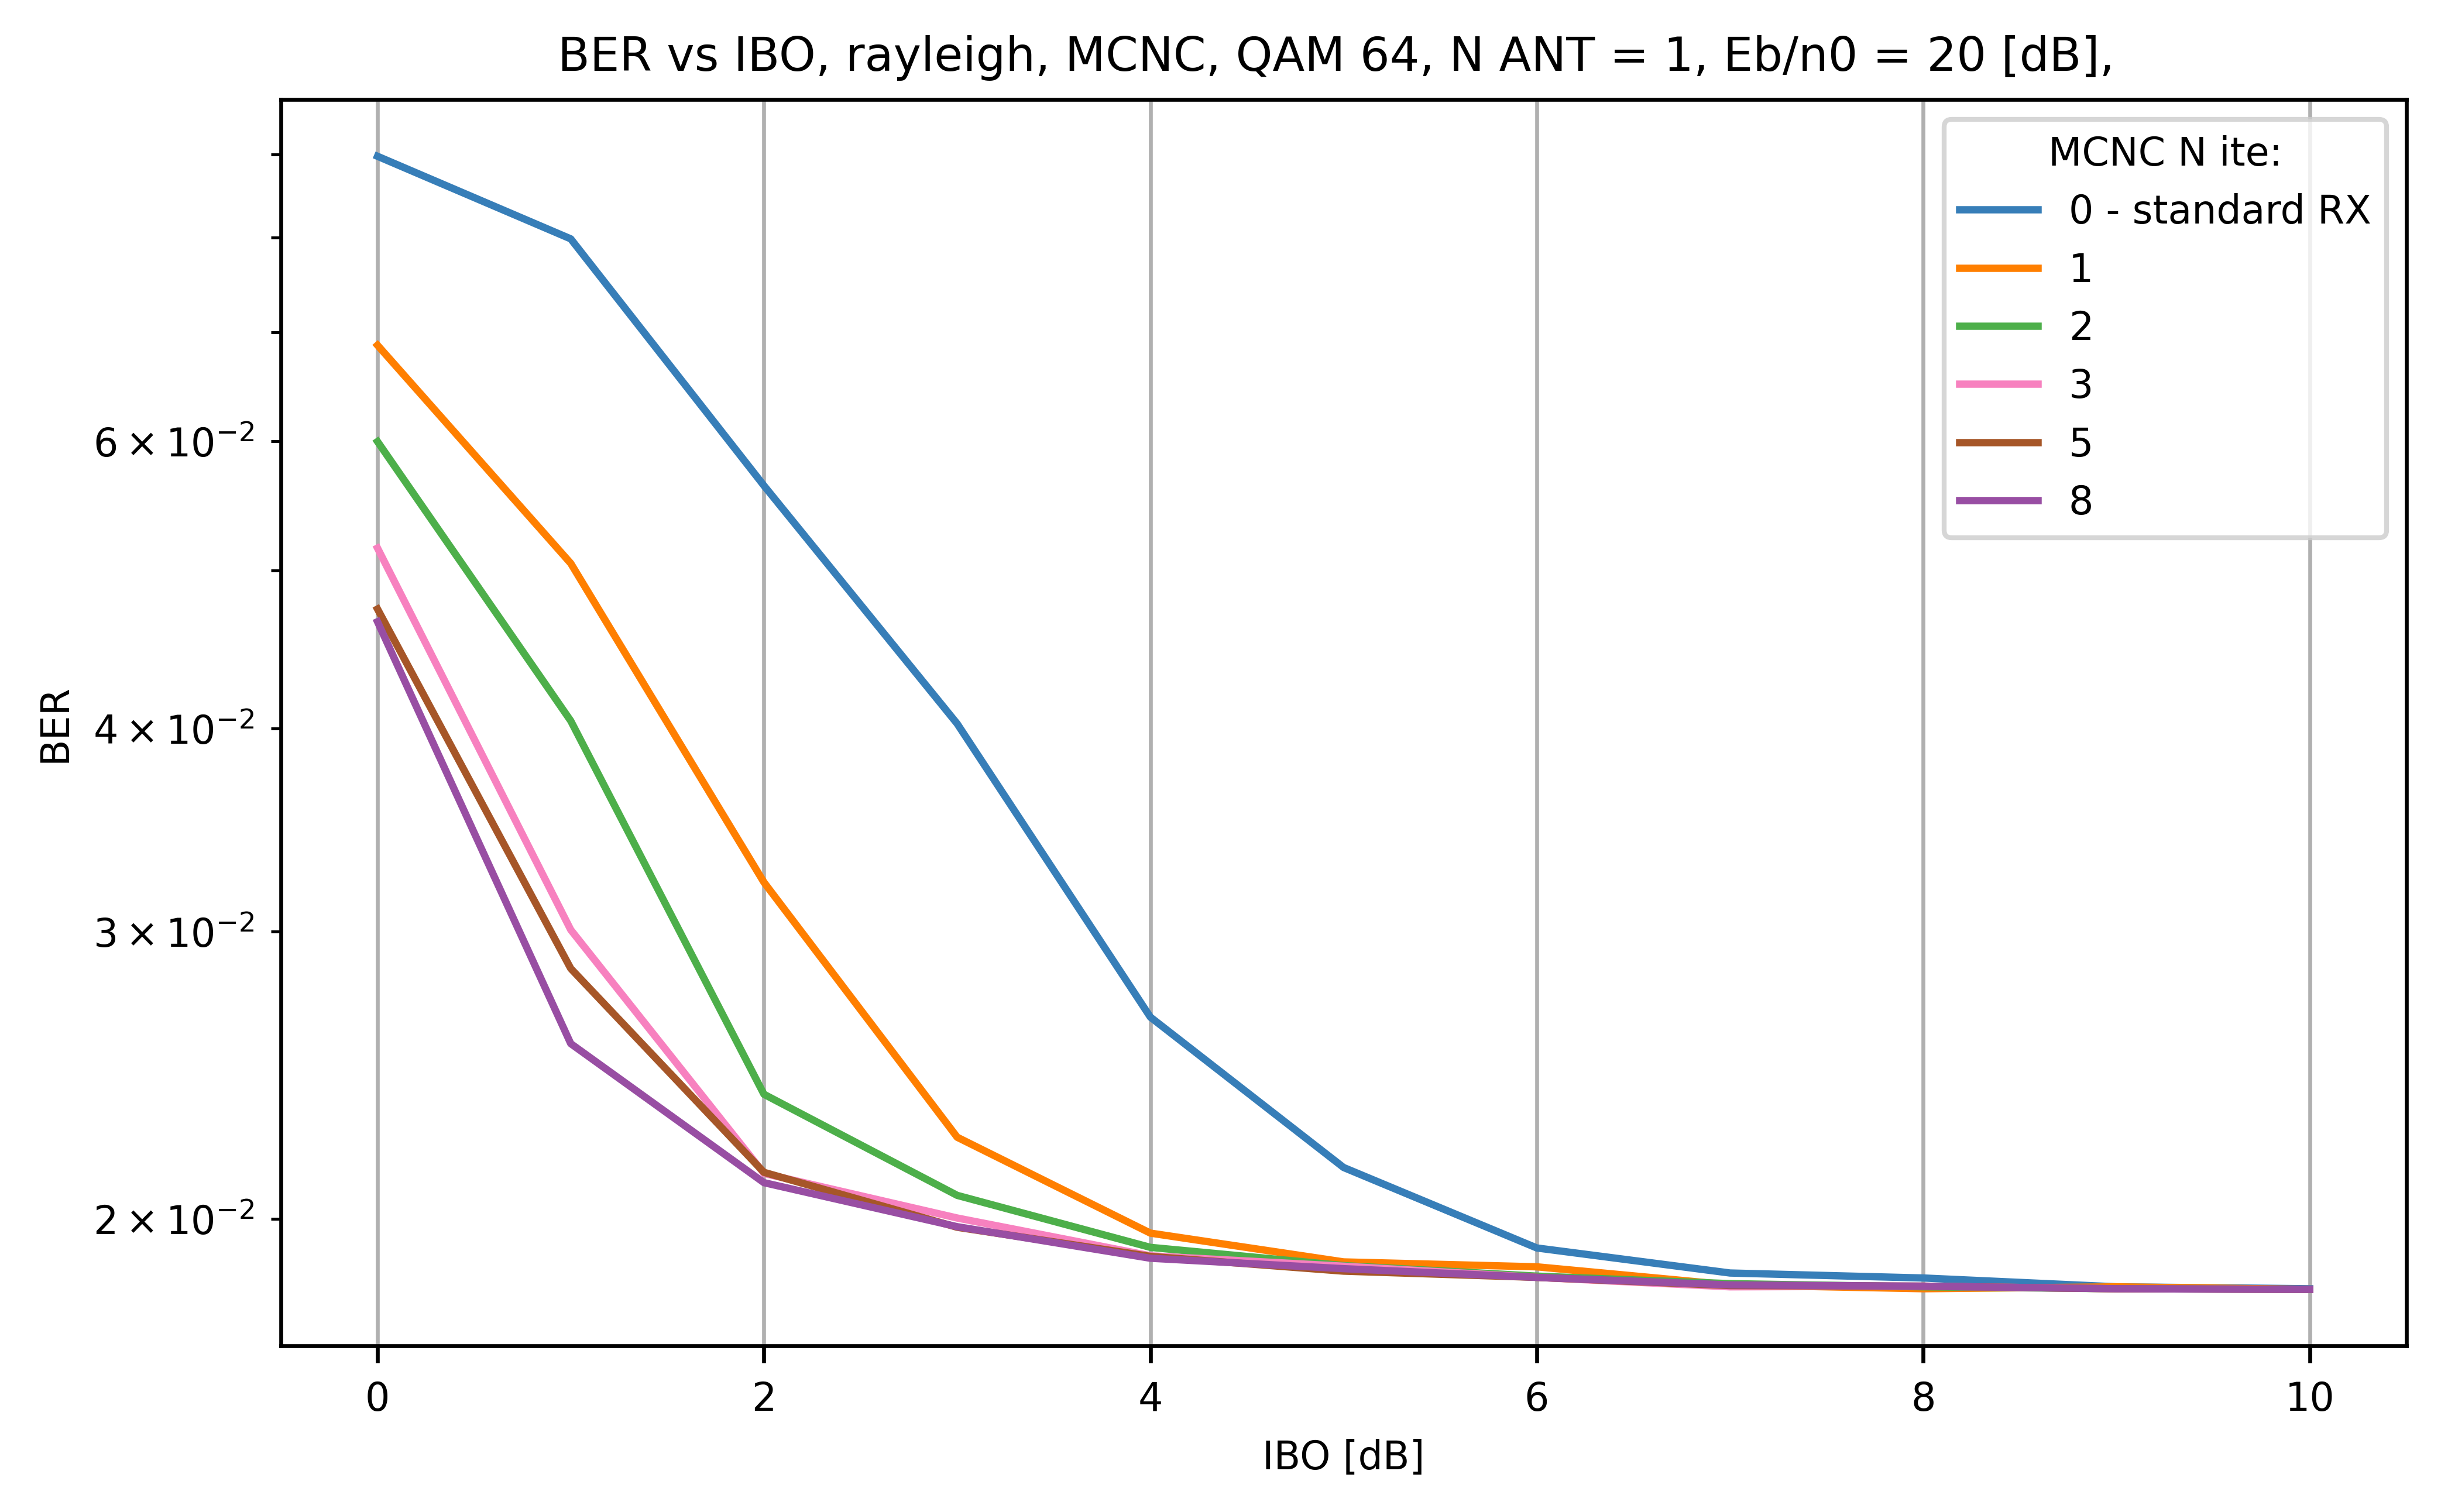 BER vs IBO, rayleigh, MCNC, QAM 64, N ANT = 1, Eb/n0 = 20 [dB],
MCNC N ite:
0 - standard RX
1
2
3
5
8
BER
6 × 10⁻²
4 × 10⁻²
3 × 10⁻²
2 × 10⁻²
0 2 4 6 8 10
IBO [dB]